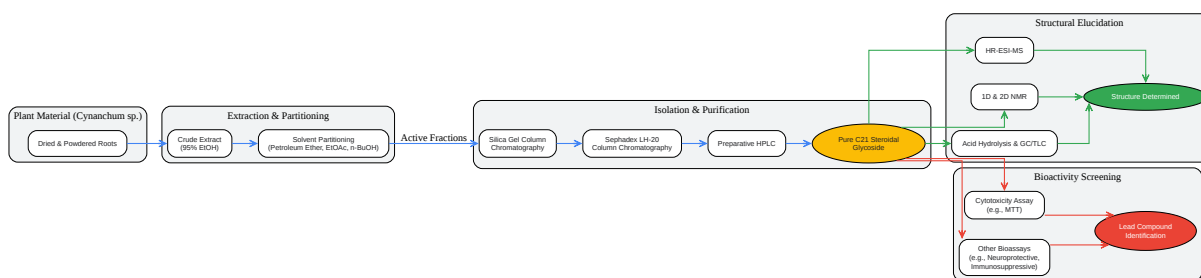 Plant Material (Cynanchum sp.)
Dried & Powdered Roots
Extraction & Partitioning
Crude Extract
(95% EtOH)
Solvent Partitioning
(Petroleum Ether, EtOAc, n-BuOH)
Active Fractions
Isolation & Purification
Silica Gel Column
Chromatography
Sephadex LH-20
Column Chromatography
Preparative HPLC
Pure C21 Steroidal
Glycoside
Structural Elucidation
HR-ESI-MS
1D & 2D NMR
Structure Determined
Acid Hydrolysis & GC/TLC
Bioactivity Screening
Cytotoxicity Assay
(e.g., MTT)
Lead Compound
Identification
Other Bioassays
(e.g., Neuroprotective,
Immunosuppressive)